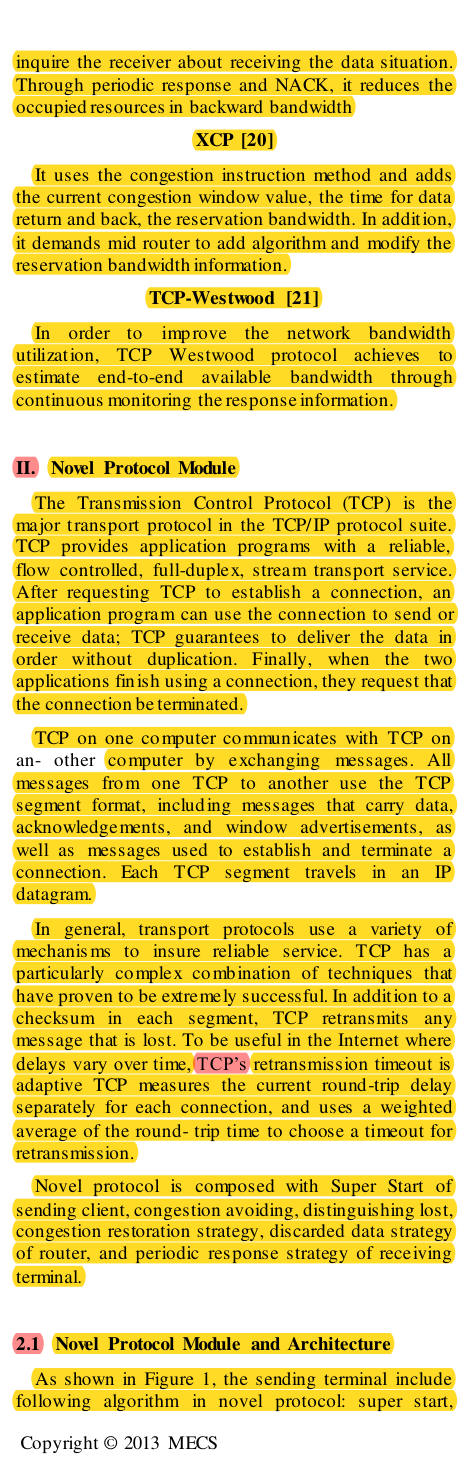 inquire the receiver about receiving the data situation.
Through periodic response and NACK, it reduces the
occupied resources in backward bandwidth
XCP [20]
It uses the congestion instruction method and adds
the current congestion window value, the time for data
return and back, the reservation bandwidth. In addition,
it demands mid router to add algorithm and modify the
reservation bandwidth information.
TCP-Westwood [21]
In order to improve the network bandwidth
utilization, TCP Westwood protocol achieves to
estimate end-to-end available bandwidth through
continuous monitoring the response information.
II. Novel Protocol Module
The Transmission Control Protocol (TCP) is the
major transport protocol in the TCP/IP protocol suite.
TCP provides application programs with a reliable,
flow controlled, full-duplex, stream transport service.
After requesting TCP to establish a connection, an
application program can use the connection to send or
receive data; TCP guarantees to deliver the data in
order without duplication. Finally, when the two
applications finish using a connection, they request that
the connection be terminated.
TCP on one computer communicates with TCP on
an- other computer by exchanging messages. All
messages from one TCP to another use the TCP
segment format, including messages that carry data,
acknowledgements, and window advertisements, as
well as messages used to establish and terminate a
connection. Each TCP segment travels in an IP
datagram.
In general, transport protocols use a variety of
mechanisms to insure reliable service. TCP has a
particularly complex combination of techniques that
have proven to be extremely successful. In addition to a
checksum in each segment, TCP retransmits any
message that is lost. To be useful in the Internet where
delays vary over time, TCP's retransmission timeout is
adaptive TCP measures the current round-trip delay
separately for each connection, and uses a weighted
average of the round- trip time to choose a timeout for
retransmission.
Novel protocol is composed with Super Start of
sending client, congestion avoiding, distinguishing lost,
congestion restoration strategy, discarded data strategy
of router, and periodic response strategy of receiving
terminal.
2.1 Novel Protocol Module and Architecture
As shown in Figure 1, the sending terminal include
following algorithm in novel protocol: super start,
Copyright © 2013 MECS